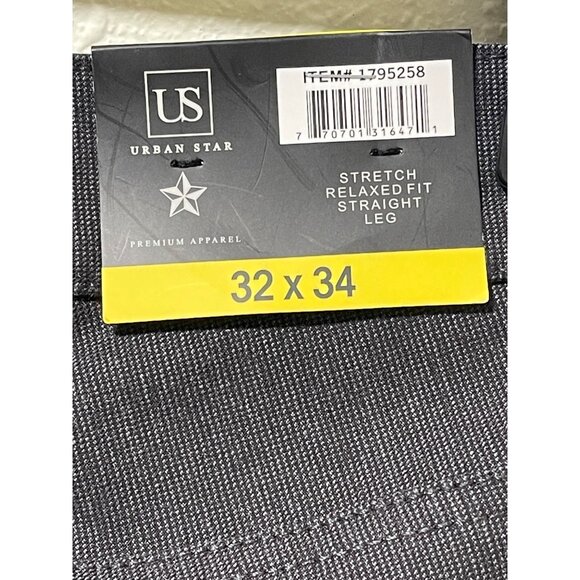 US
URBAN STAR
PREMIUM APPAREL
ITEM# 1795258
7 70701 31647 1
STRETCH
RELAXED FIT
STRAIGHT
LEG
32 x 34